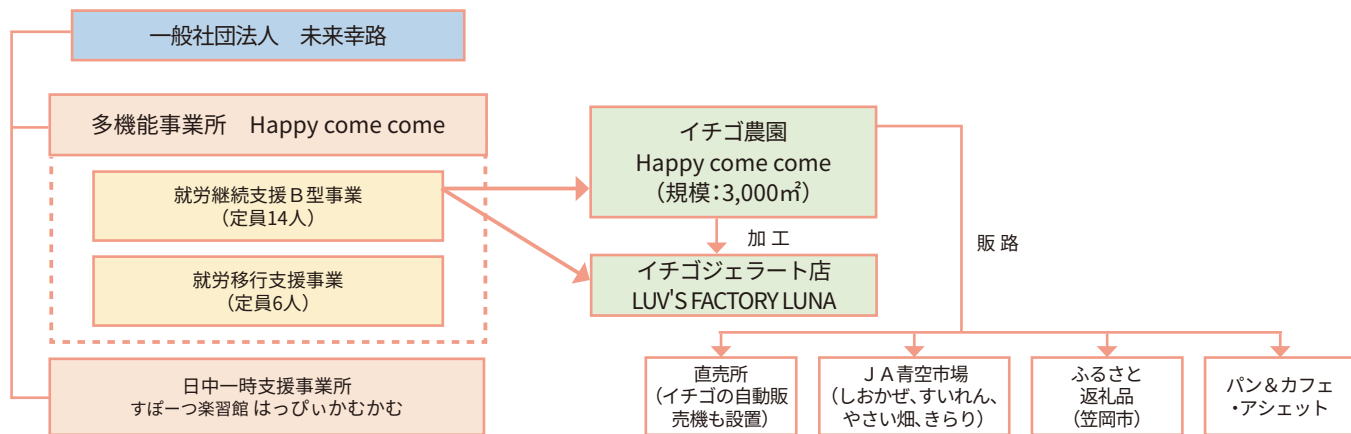 一般社団法人　未来幸路
多機能事業所　Happy come come
就労継続支援Ｂ型事業
（定員14人）
就労移行支援事業
（定員6人）
日中一時支援事業所
すぽーつ楽習館 はっぴぃかむかむ
イチゴ農園
Happy come come
（規模：3,000㎡）
加 工
イチゴジェラート店
LUV'S FACTORY LUNA
販 路
直売所
（イチゴの自動販
売機も設置）
ＪＡ青空市場
（しおかぜ、すいれん、
やさい畑、きらり）
ふるさと
返礼品
（笠岡市）
パン＆カフェ
・アシェット